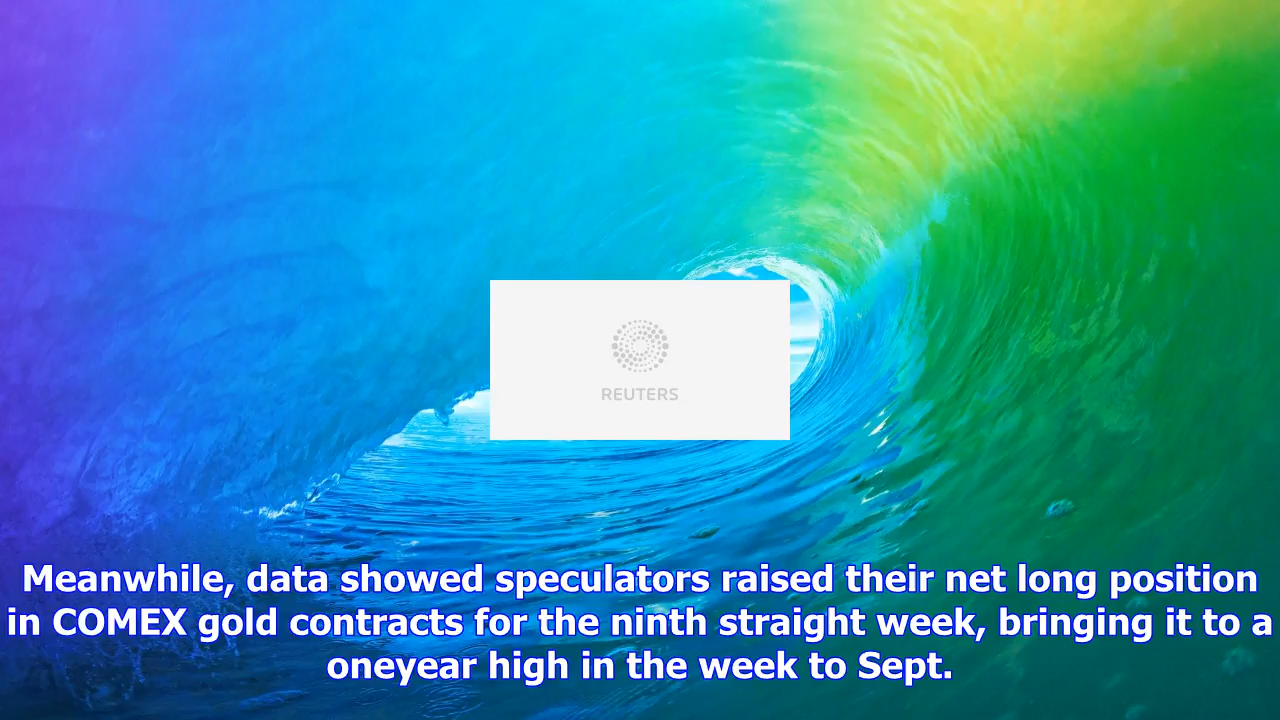 REUTERS
Meanwhile, data showed speculators raised their net long position
in COMEX gold contracts for the ninth straight week, bringing it to a
oneyear high in the week to Sept.